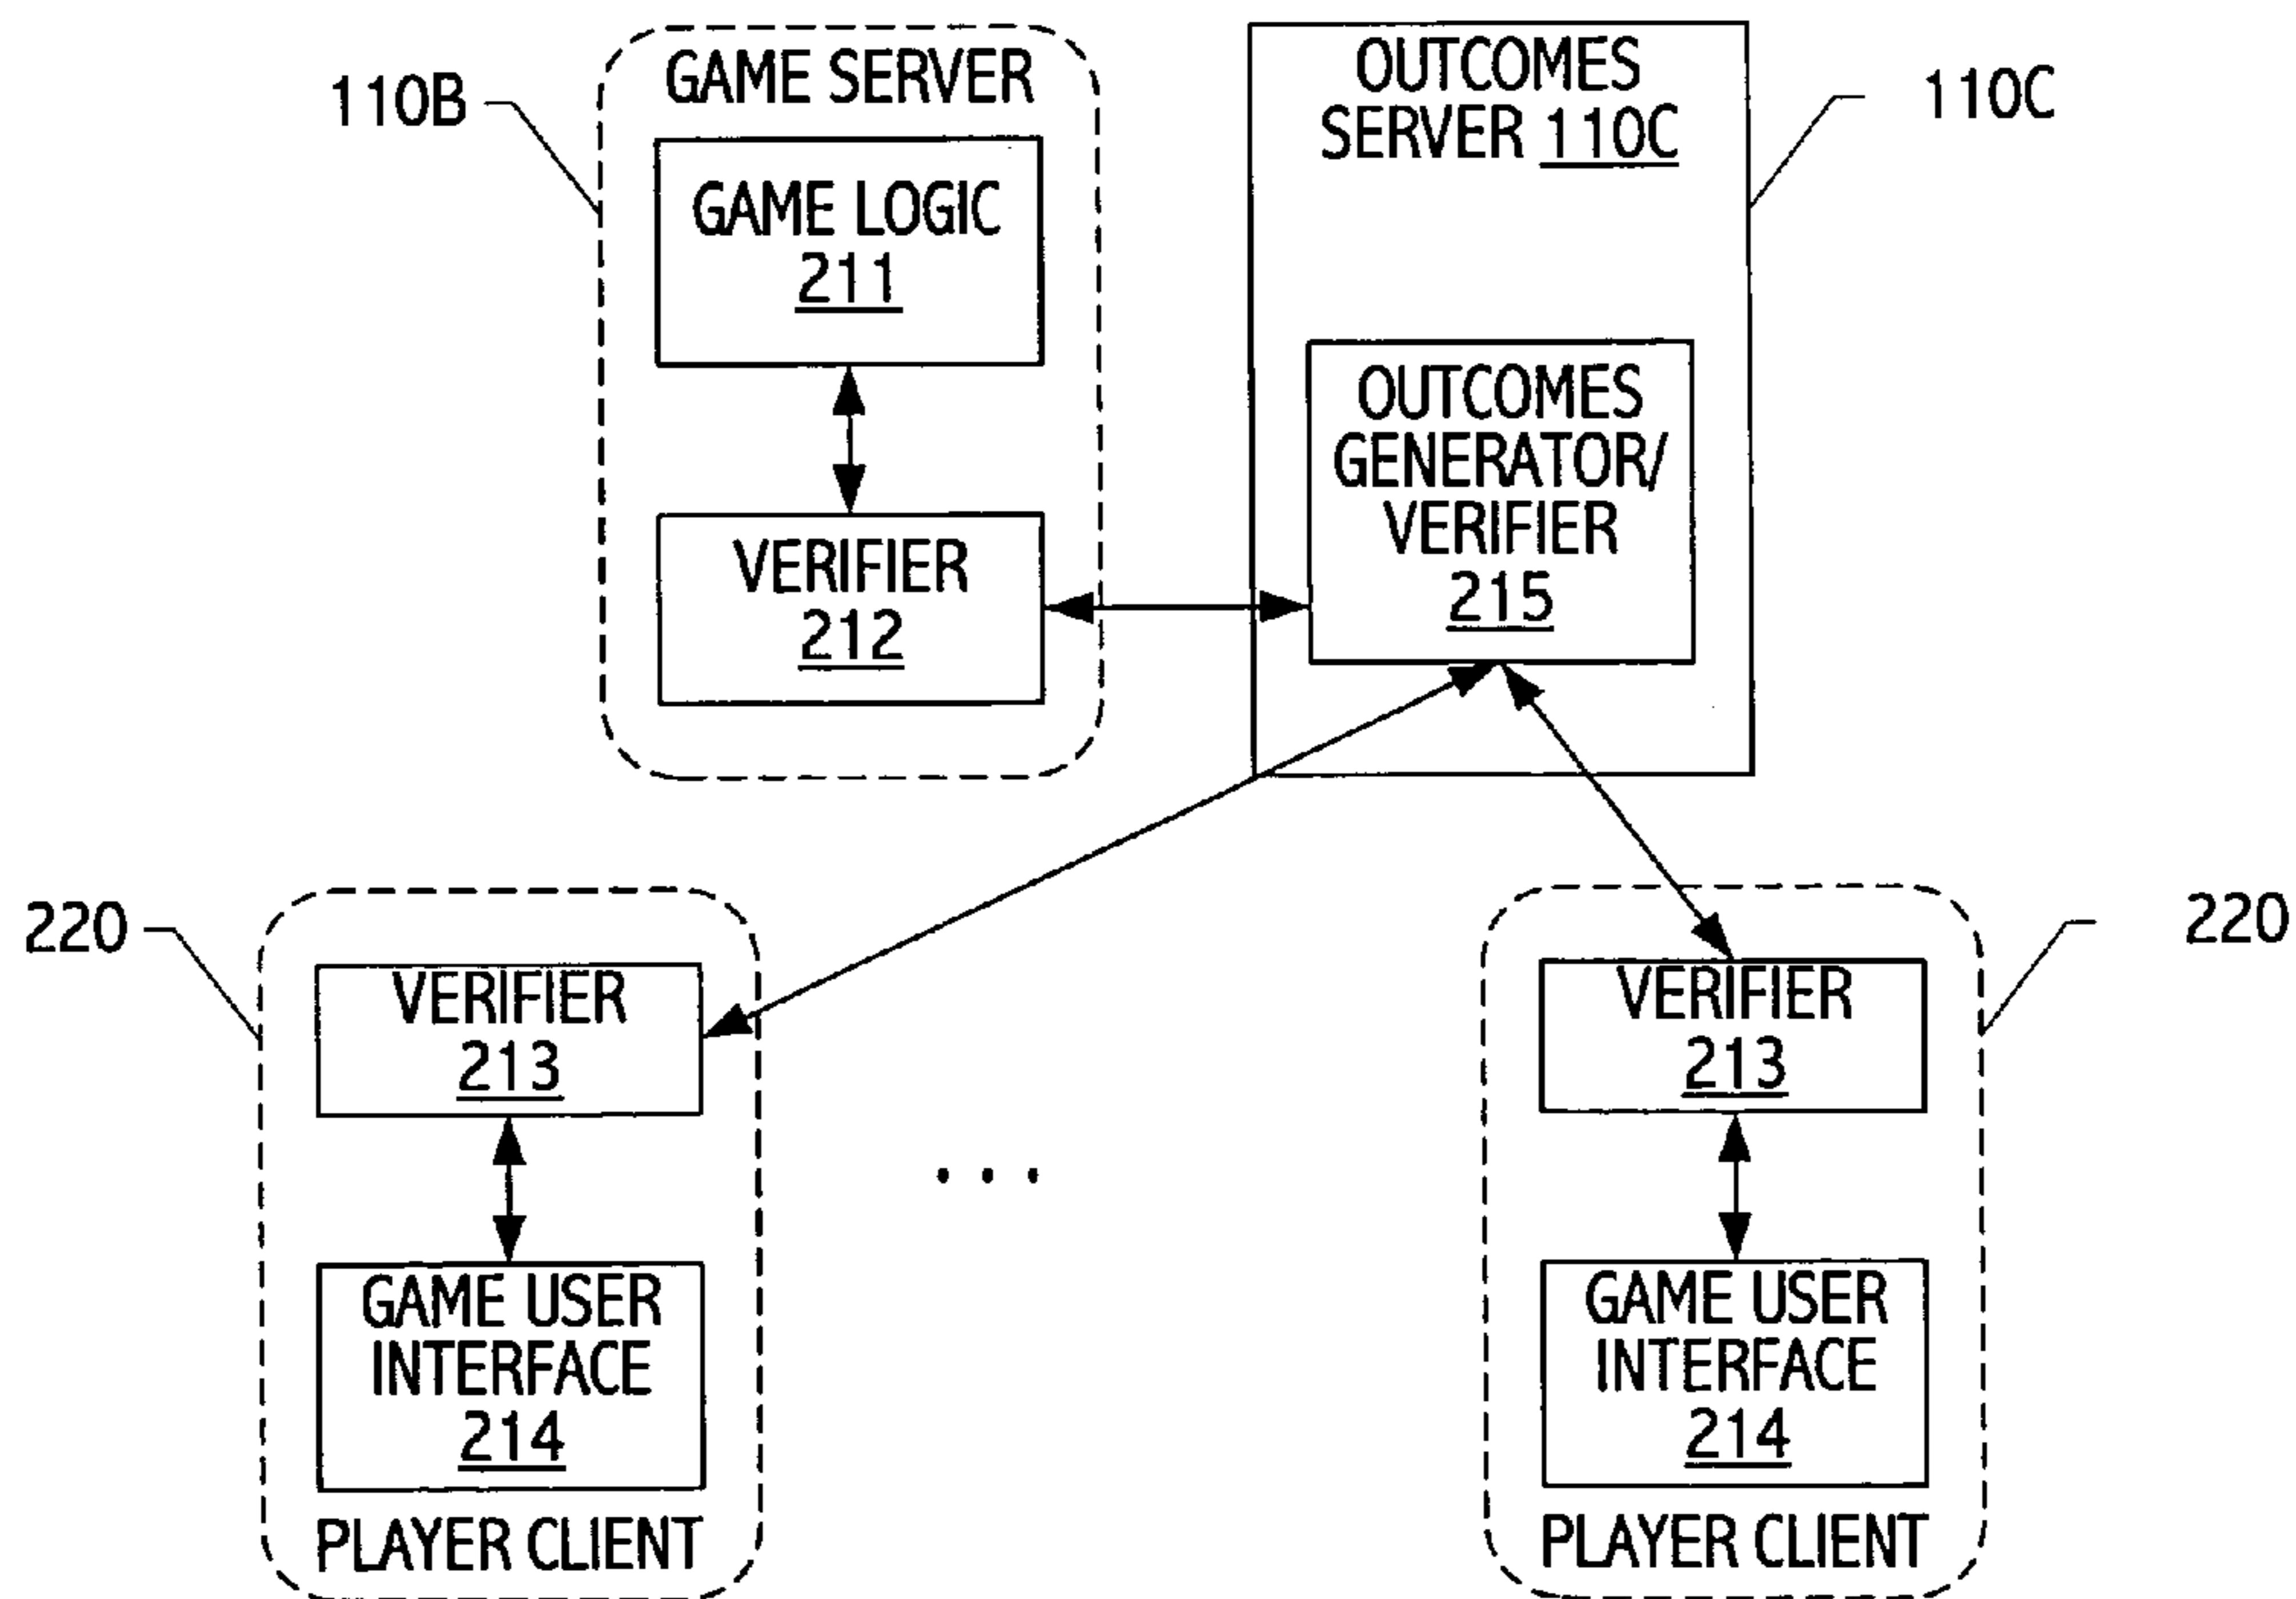 GAME SERVER
110B
GAME LOGIC
211
VERIFIER
212
OUTCOMES
SERVER 110C
110C
OUTCOMES
GENERATOR/
VERIFIER
215
220
VERIFIER
213
GAME USER
INTERFACE
214
PLAYER CLIENT
. . .
220
VERIFIER
213
GAME USER
INTERFACE
214
PLAYER CLIENT